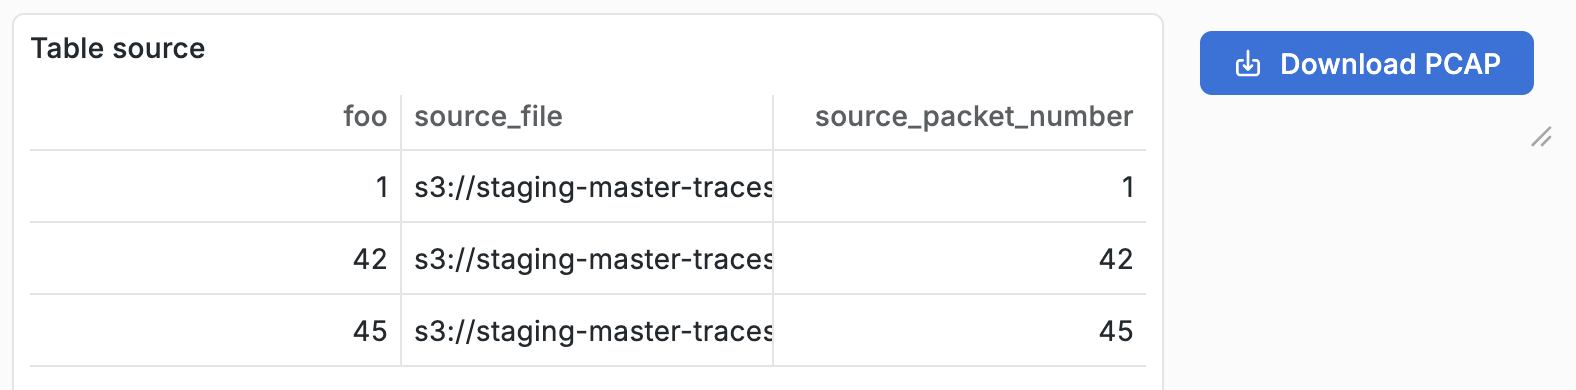 Table source
Download PCAP
foo source_file source_packet_number
1 s3://staging-master-traces 1
42 s3://staging-master-traces 42
45 s3://staging-master-traces 45